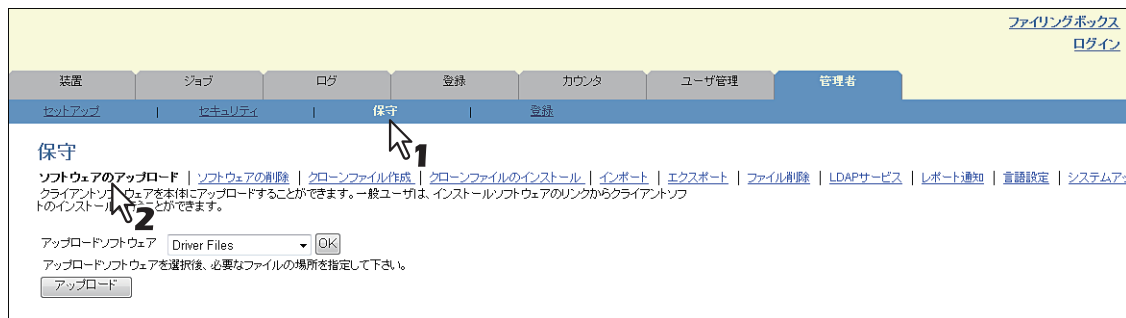 ファイリングボックス
ログイン
装置 ジョブ ログ 登録 カウンタ ユーザ管理 管理者
セットアップ | セキュリティ | 保守 | 登録
1
保守
ソフトウェアのアップロード | ソフトウェアの削除 | クローンファイル作成 | クローンファイルのインストール | インポート | エクスポート | ファイル削除 | LDAPサービス | レポート通知 | 言語設定 | システムア
クライアントソフトウェアを本体にアップロードすることができます。一般ユーザは、インストールソフトウェアのリンクからクライアントソフ
トのインストール ことができます。
2
アップロードソフトウェア Driver Files OK
アップロードソフトウェアを選択後、必要なファイルの場所を指定して下さい。
アップロード